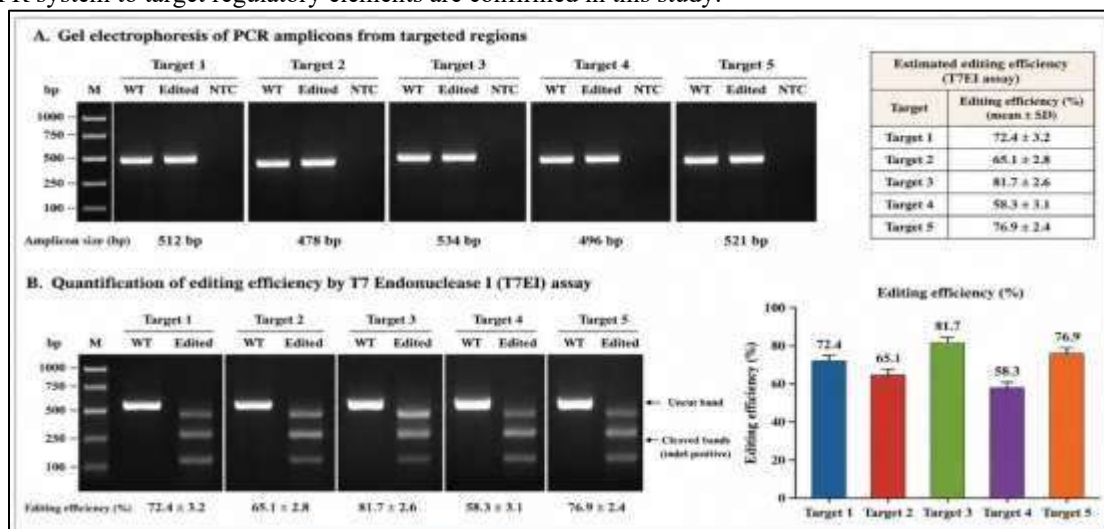 PR system to target regulatory elements are confirmed in this study.
A. Gel electrophoresis of PCR amplicons from targeted regions
Target 1 Target 2 Target 3 Target 4 Target 5
bp M WT Edited NTC WT Edited NTC WT Edited NTC WT Edited NTC WT Edited NTC
1000
750
500
250
100
Amplicon size (bp) 512 bp 478 bp 534 bp 496 bp 521 bp
Estimated editing efficiency
(T7EI assay)
Target Editing efficiency (%)
(mean ± SD)
Target 1 72.4 ± 3.2
Target 2 65.1 ± 2.8
Target 3 81.7 ± 2.6
Target 4 58.3 ± 3.1
Target 5 76.9 ± 2.4
B. Quantification of editing efficiency by T7 Endonuclease I (T7EI) assay
Target 1 Target 2 Target 3 Target 4 Target 5
bp M WT Edited WT Edited WT Edited WT Edited WT Edited
1000
750
500
250
100
Uncut band
Cleaved bands
(indel positive)
Editing efficiency (%) 72.4 ± 3.2 65.1 ± 2.8 81.7 ± 2.6 58.3 ± 3.1 76.9 ± 2.4
Editing efficiency (%)
Editing efficiency (%)
100
80
60
40
20
0
72.4
65.1
81.7
58.3
76.9
Target 1 Target 2 Target 3 Target 4 Target 5